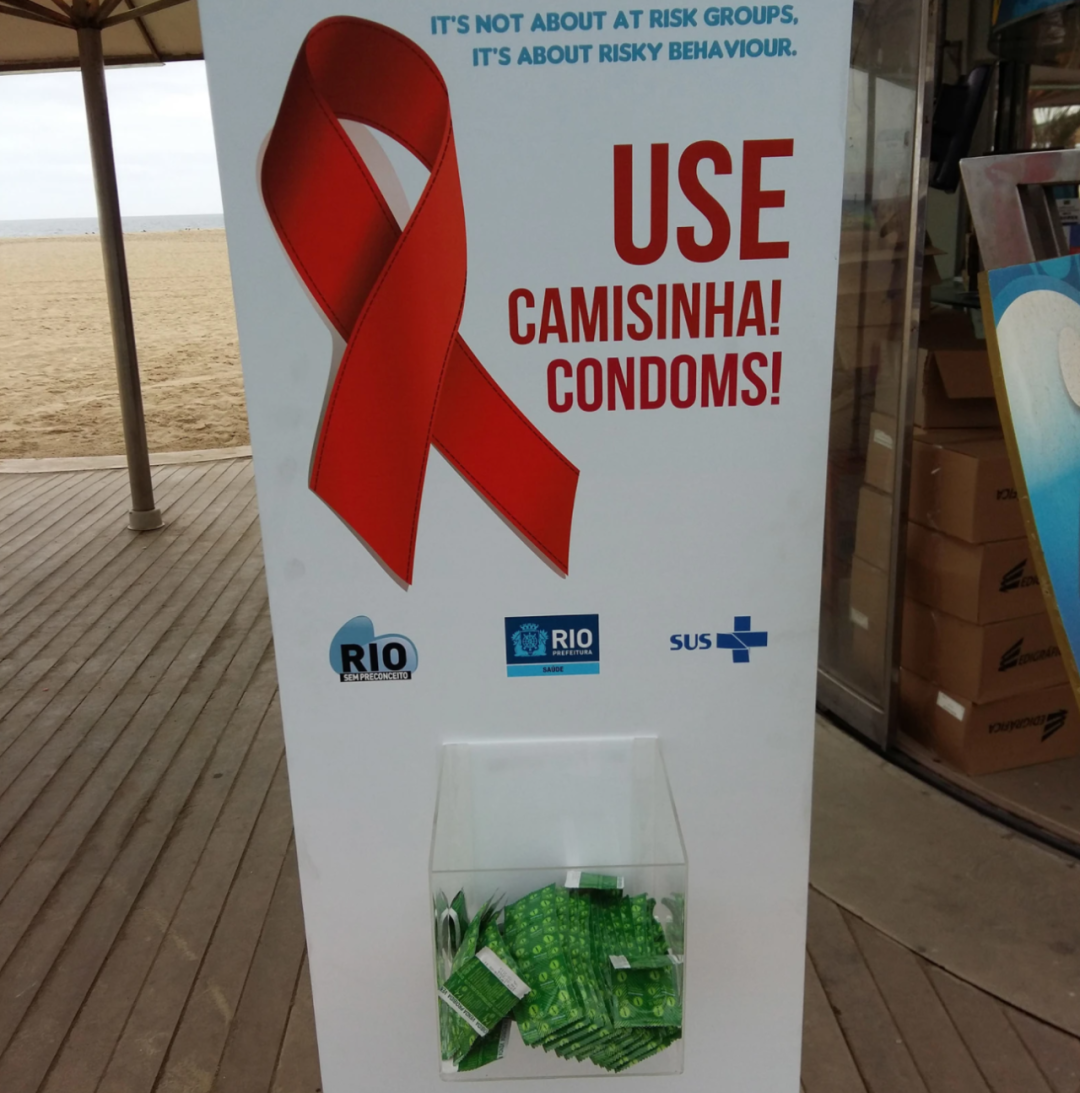 IT'S NOT ABOUT AT RISK GROUPS,
IT'S ABOUT RISKY BEHAVIOUR.
USE
CAMISINHA!
CONDOMS!
RIO
SEM PRECONCEITO
RIO
PREFEITURA
SAÚDE
SUS